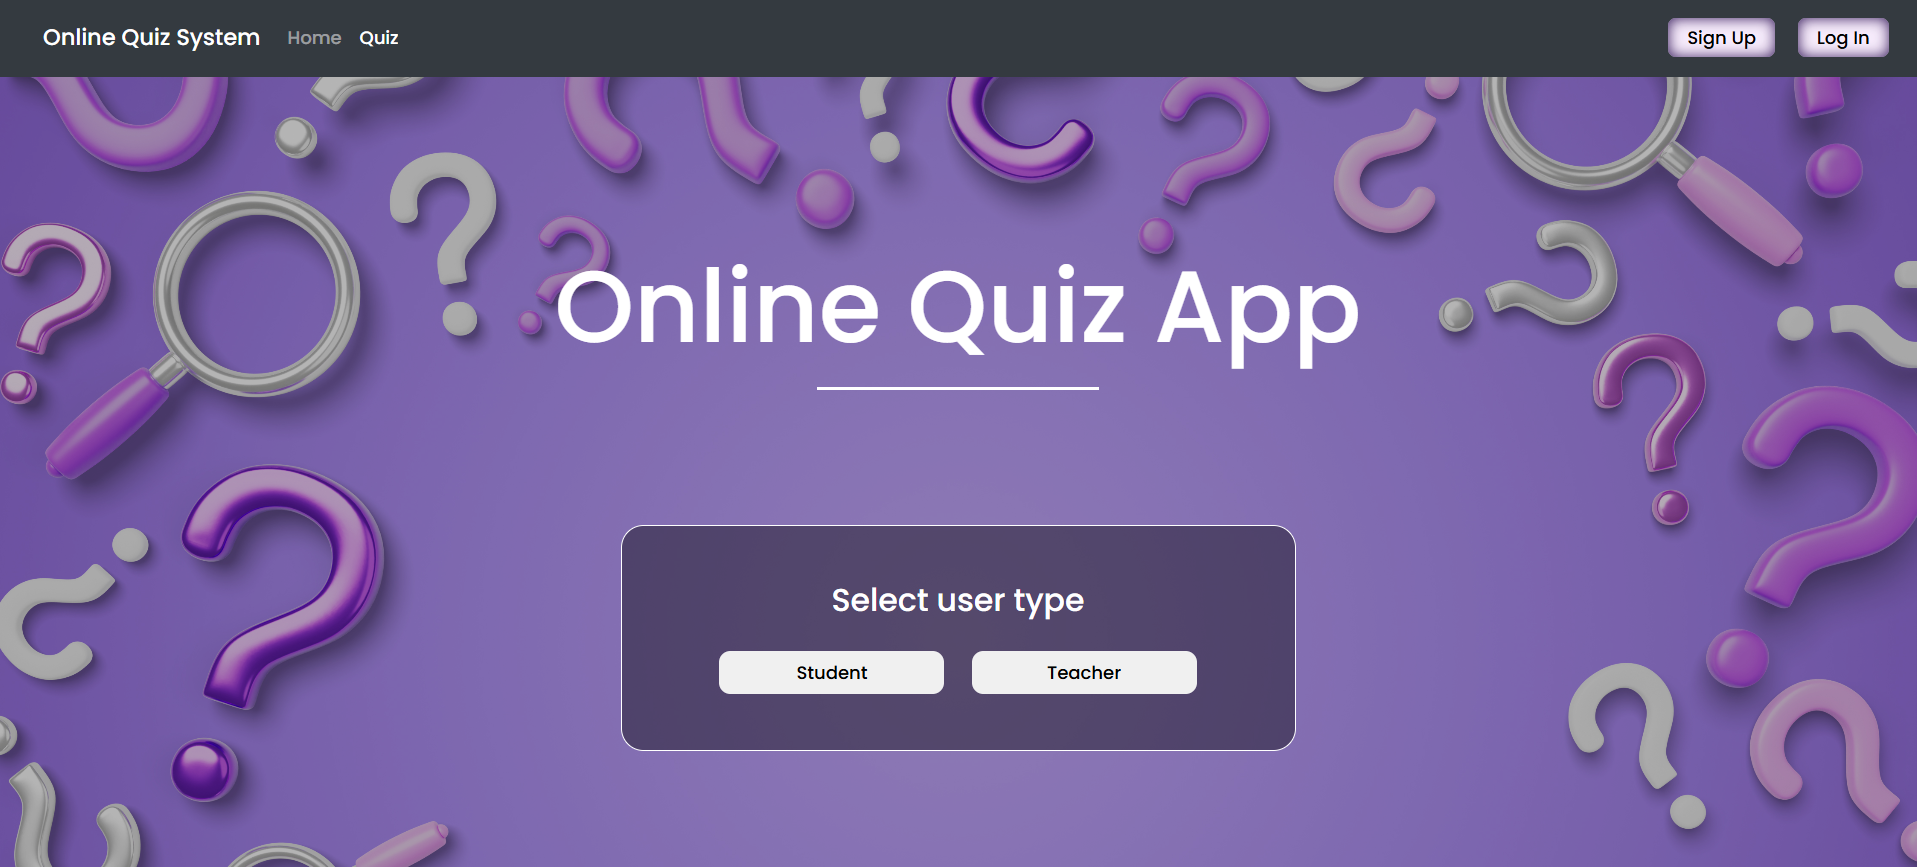 Online Quiz System Home Quiz Sign Up Log In
Online Quiz App
Select user type
Student Teacher